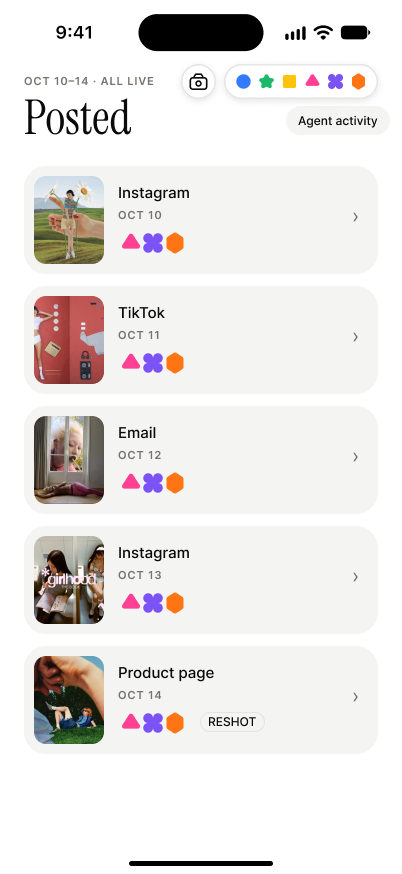 9:41
OCT 10–14 · ALL LIVE
Posted
Agent activity
Instagram
OCT 10
TikTok
OCT 11
Email
OCT 12
*girlhood
Instagram
OCT 13
Product page
OCT 14
RESHOT